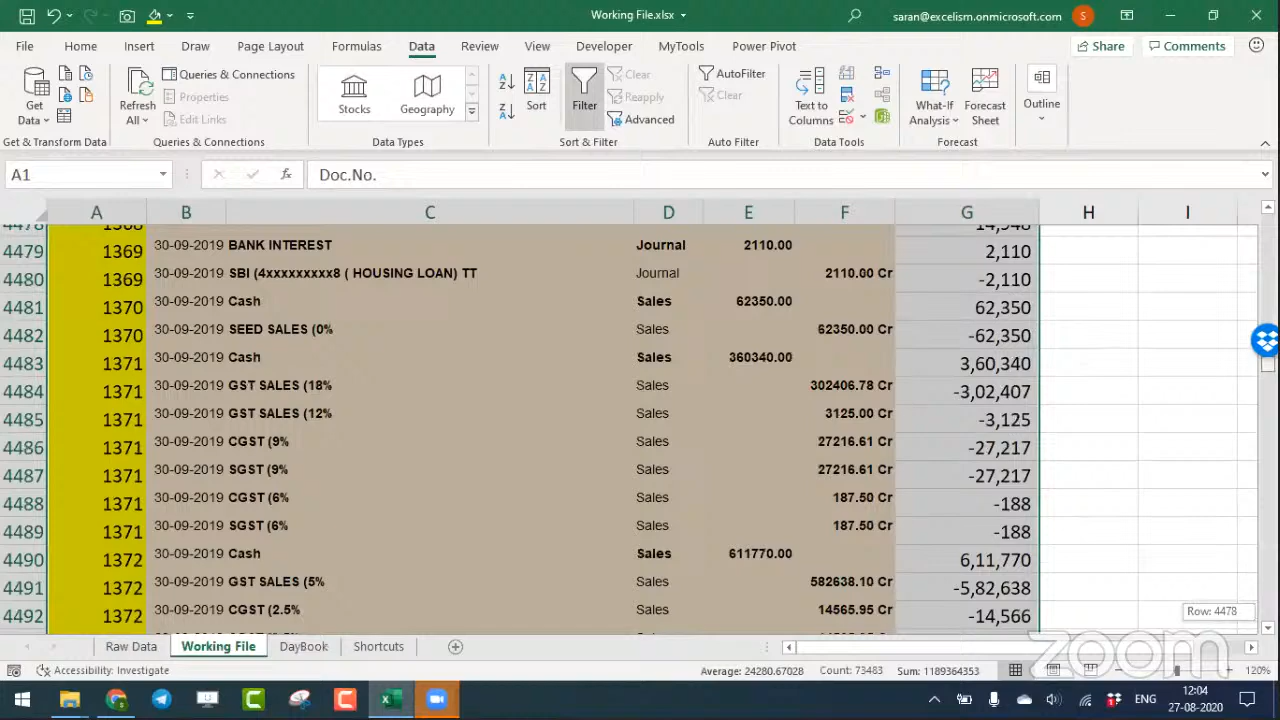 Working File.xlsx
saran@excelism.onmicrosoft.com S
File Home Insert Draw Page Layout Formulas Data Review View Developer MyTools Power Pivot Share Comments
Get Data
Refresh All
Queries & Connections
Properties
Edit Links
Stocks
Geography
Sort
Filter
Clear
Reapply
Advanced
AutoFilter
Clear
Text to Columns
What-If Analysis
Forecast Sheet
Outline
Get & Transform Data Queries & Connections Data Types Sort & Filter Auto Filter Data Tools Forecast
A1 fx Doc.No.
A B C D E F G H I
4478 1368 14,948
4479 1369 30-09-2019 BANK INTEREST Journal 2110.00 2,110
4480 1369 30-09-2019 SBI (4xxxxxxxxx8 ( HOUSING LOAN) TT Journal 2110.00 Cr -2,110
4481 1370 30-09-2019 Cash Sales 62350.00 62,350
4482 1370 30-09-2019 SEED SALES (0% Sales 62350.00 Cr -62,350
4483 1371 30-09-2019 Cash Sales 360340.00 3,60,340
4484 1371 30-09-2019 GST SALES (18% Sales 302406.78 Cr -3,02,407
4485 1371 30-09-2019 GST SALES (12% Sales 3125.00 Cr -3,125
4486 1371 30-09-2019 CGST (9% Sales 27216.61 Cr -27,217
4487 1371 30-09-2019 SGST (9% Sales 27216.61 Cr -27,217
4488 1371 30-09-2019 CGST (6% Sales 187.50 Cr -188
4489 1371 30-09-2019 SGST (6% Sales 187.50 Cr -188
4490 1372 30-09-2019 Cash Sales 611770.00 6,11,770
4491 1372 30-09-2019 GST SALES (5% Sales 582638.10 Cr -5,82,638
4492 1372 30-09-2019 CGST (2.5% Sales 14565.95 Cr -14,566
Row: 4478
Raw Data Working File DayBook Shortcuts
zoom
Accessibility: Investigate Average: 24280.67028 Count: 73483 Sum: 1189364353 120%
ENG 12:04
27-08-2020